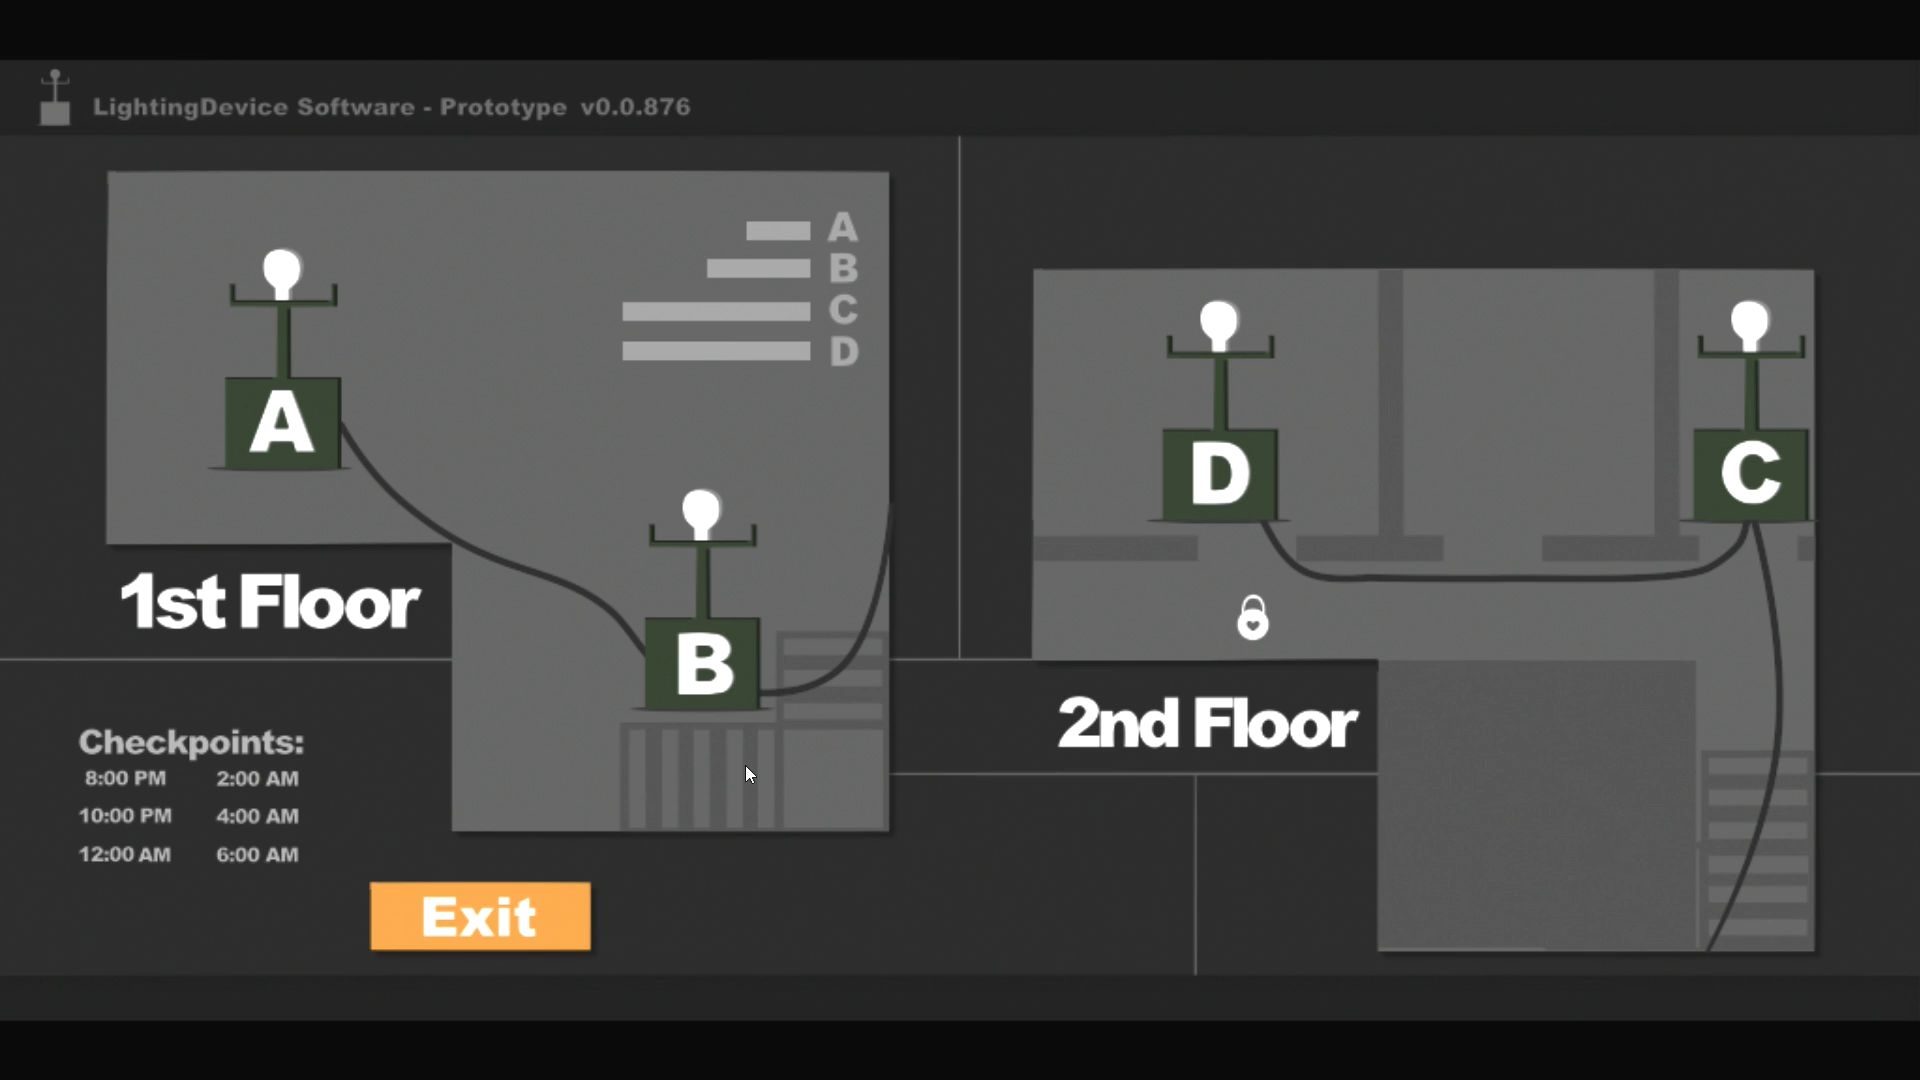 LightingDevice Software - Prototype v0.0.876
A
B
C
D
A
B
1st Floor
D
C
2nd Floor
Checkpoints:
8:00 PM 2:00 AM
10:00 PM 4:00 AM
12:00 AM 6:00 AM
Exit